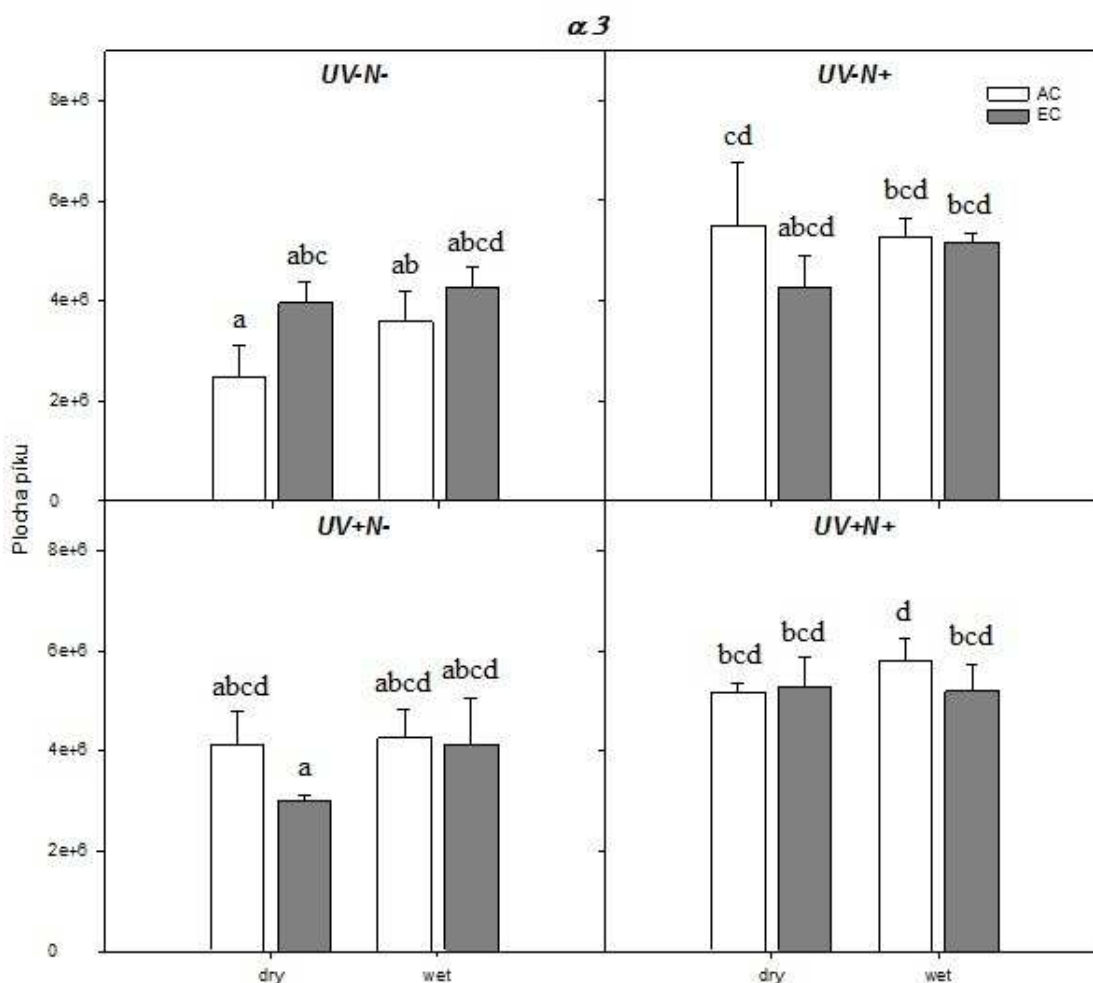 α 3
UV-N-
UV-N+
AC
EC
8e+6
6e+6
4e+6
2e+6
0
a
abc
ab
abcd
cd
abcd
bcd
bcd
Plocha píku
UV+N-
UV+N+
8e+6
6e+6
4e+6
2e+6
0
abcd
a
abcd
abcd
bcd
bcd
d
bcd
dry
wet
dry
wet